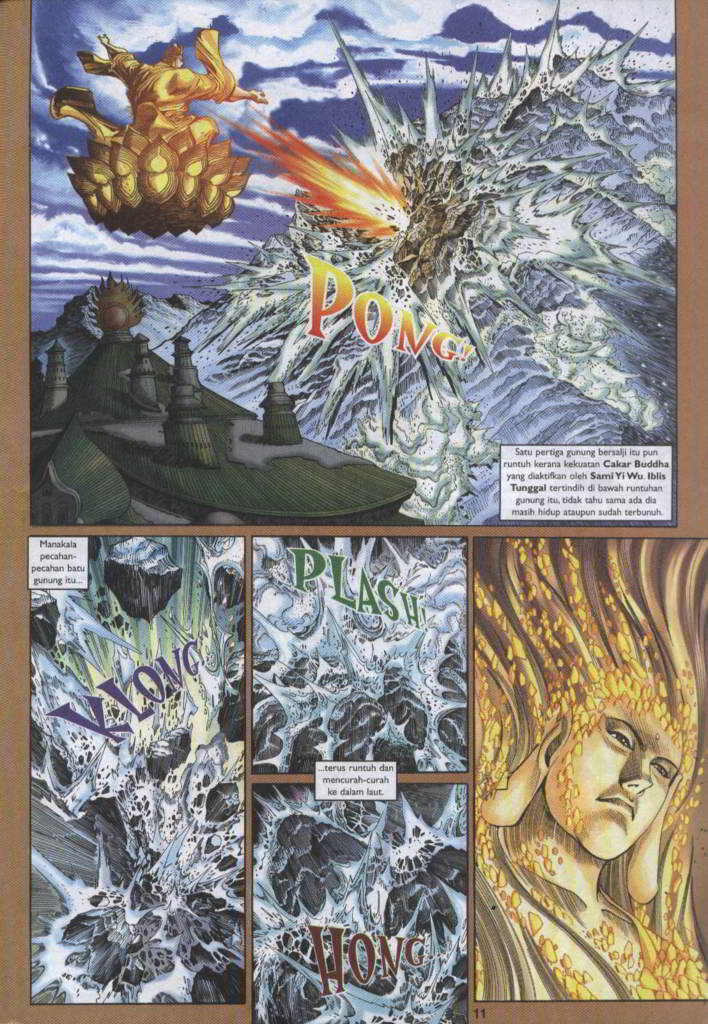 PONG!
Satu pertiga gunung bersalji itu pun
runtuh kerana kekuatan Cakar Buddha
yang diaktifkan oleh Sami Yi Wu. Iblis
Tunggal tertindih di bawah runtuhan
gunung itu, tidak tahu sama ada dia
masih hidup ataupun sudah terbunuh.
Manakala
pecahan-
pecahan batu
gunung itu...
KLONG
PLASH!
...terus runtuh dan
mencurah-curah
ke dalam laut.
HONG
11